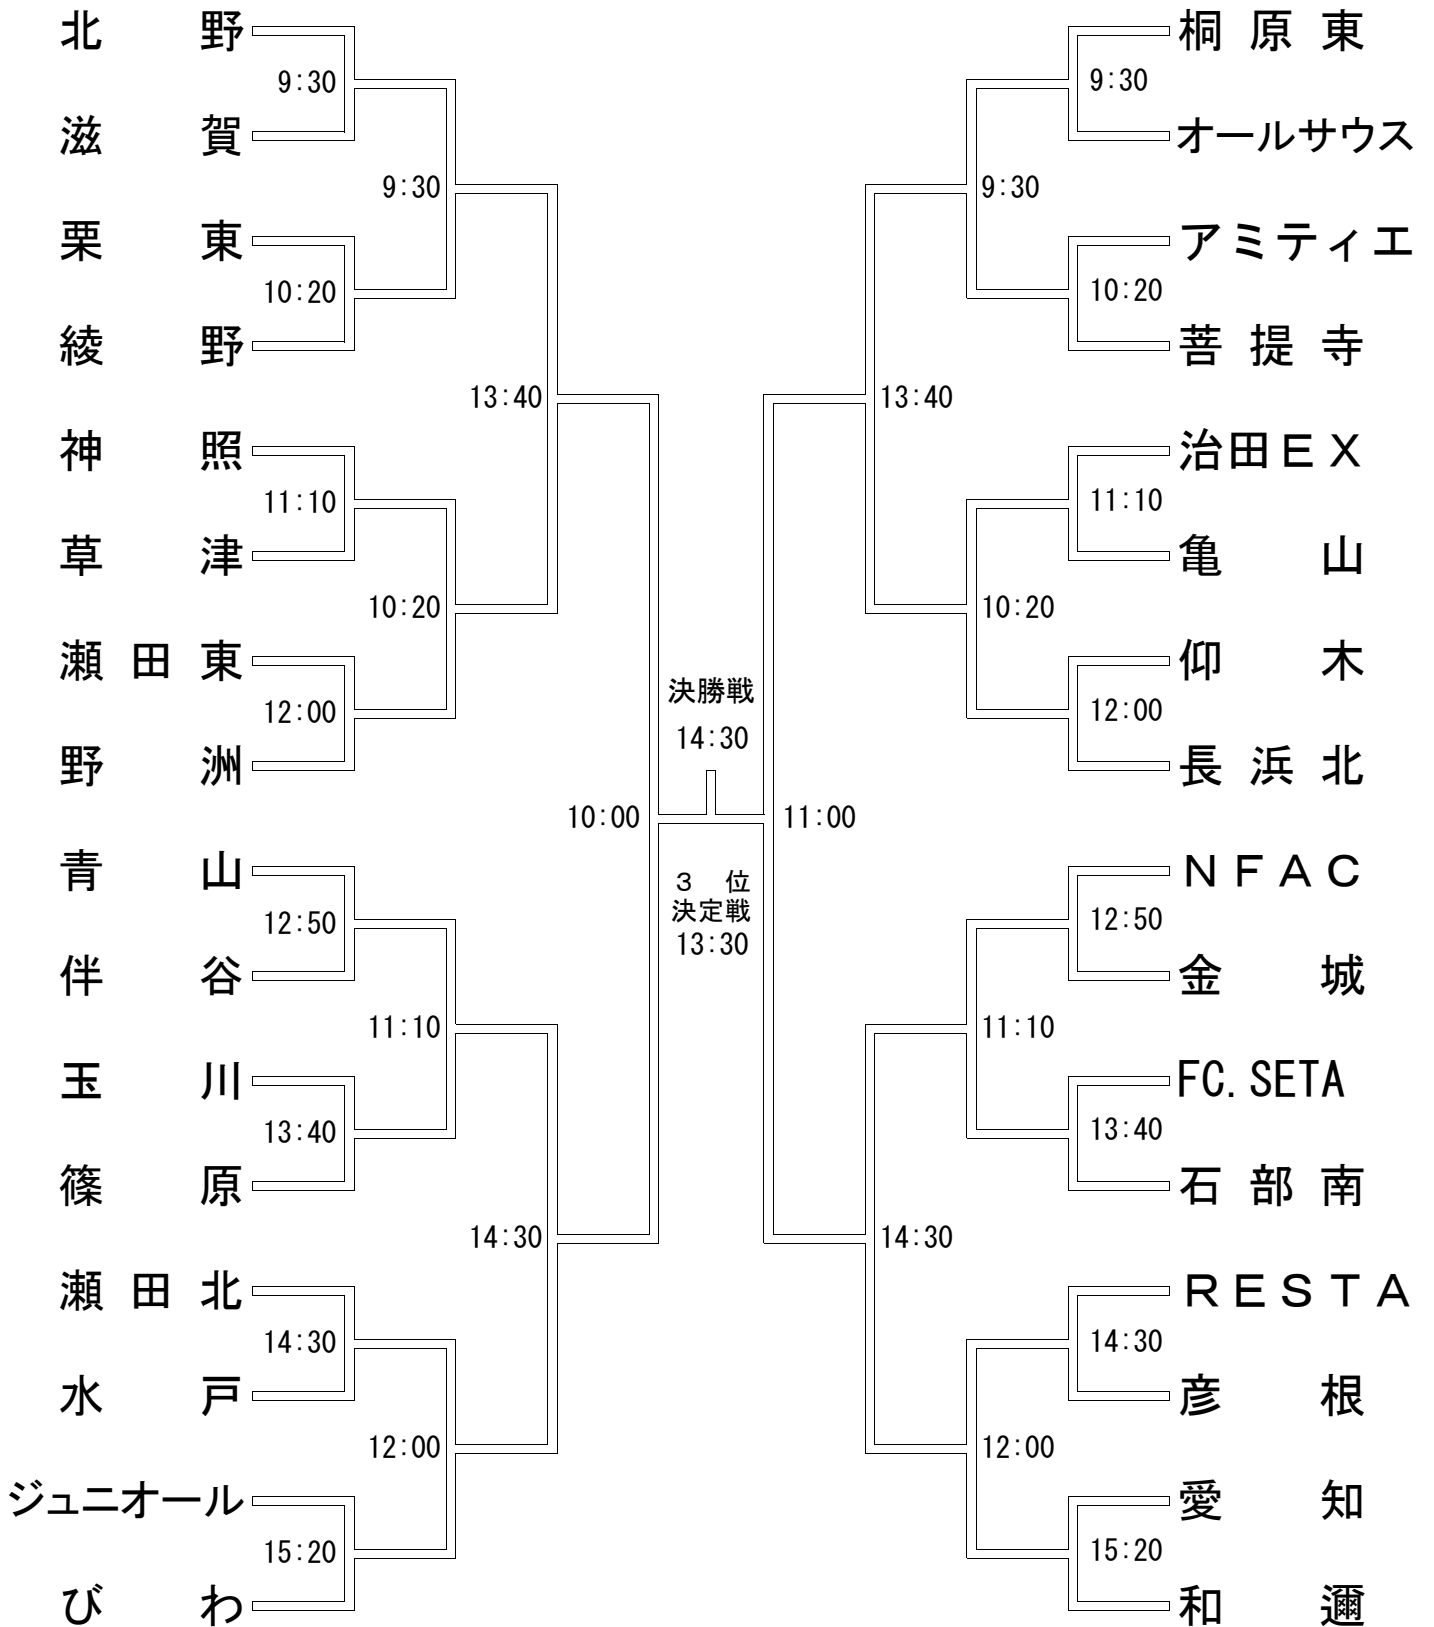 北野
9:30
滋賀
9:30
栗東
10:20
綾野
13:40
神照
11:10
草津
10:20
瀬田東
12:00
野洲
10:00
青山
12:50
伴谷
11:10
玉川
13:40
篠原
14:30
瀬田北
14:30
水戸
12:00
ジュニオール
15:20
びわ
決勝戦
14:30
3位
決定戦
13:30
桐原東
9:30
オールサウス
9:30
アミティエ
10:20
菩提寺
13:40
治田EX
11:10
亀山
10:20
仰木
12:00
長浜北
11:00
NFAC
12:50
金城
11:10
FC.SETA
13:40
石部南
14:30
RESTA
14:30
彦根
12:00
愛知
15:20
和邇